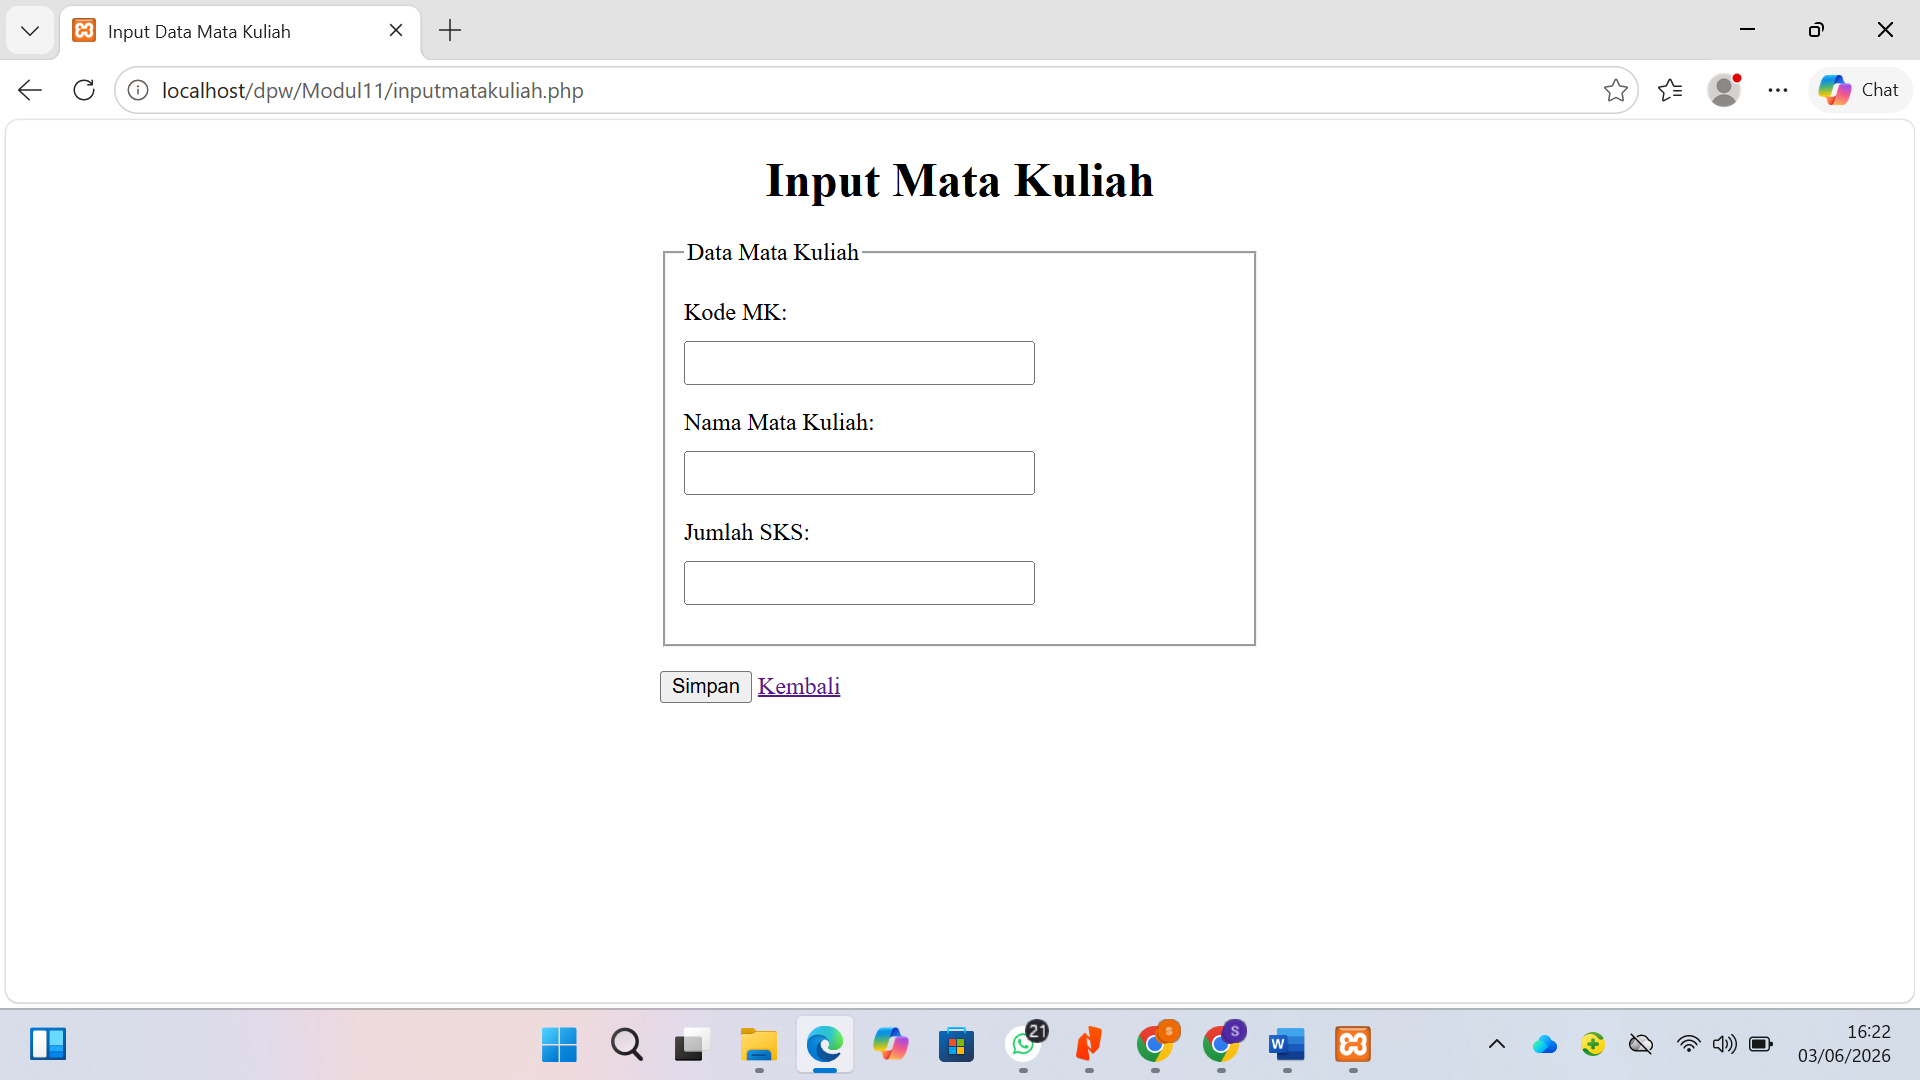 Input Data Mata Kuliah
localhost/dpw/Modul11/inputmatakuliah.php
Chat
Input Mata Kuliah
Data Mata Kuliah
Kode MK:
Nama Mata Kuliah:
Jumlah SKS:
Simpan Kembali
21
S
S
W
16:22
03/06/2026